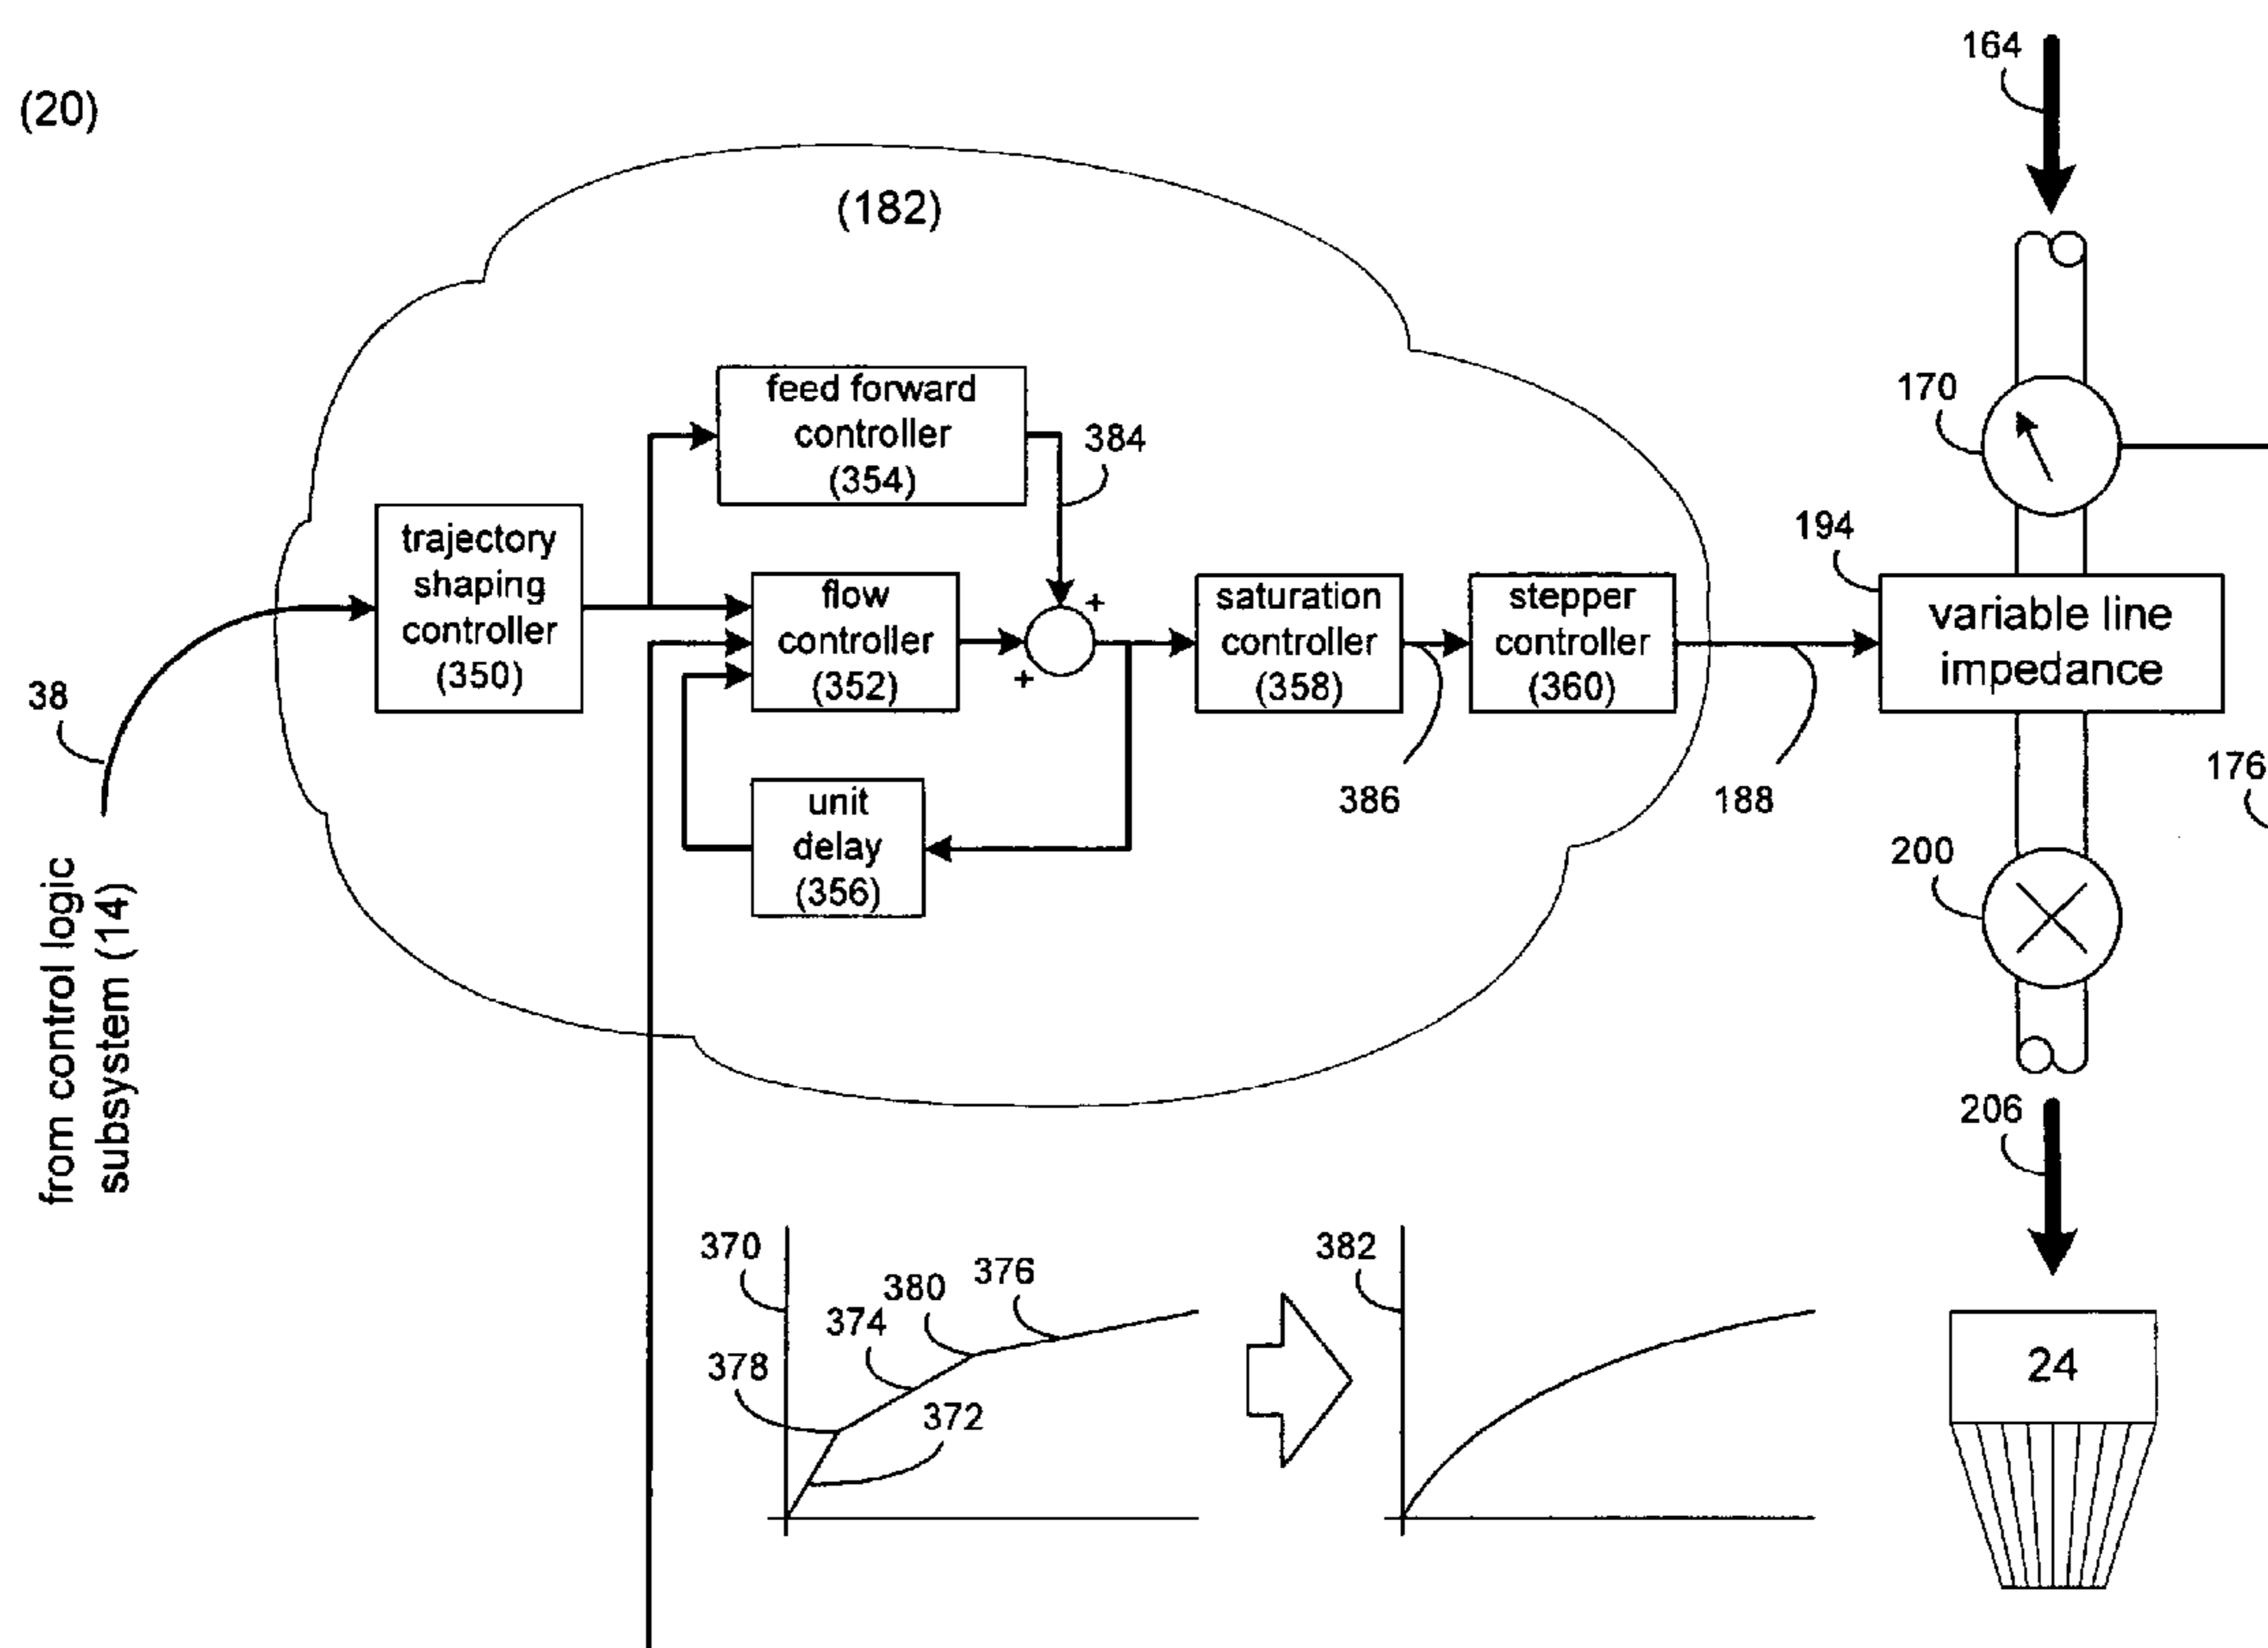 164
(20)
(182)
170
feed forward
controller
(354)
384
194
trajectory
shaping
controller
(350)
flow
controller
(352)
+
+
saturation
controller
(358)
stepper
controller
(360)
variable line
impedance
38
386
188
176
unit
delay
(356)
200
from control logic
subsystem (14)
206
370
380
376
374
378
372
382
24